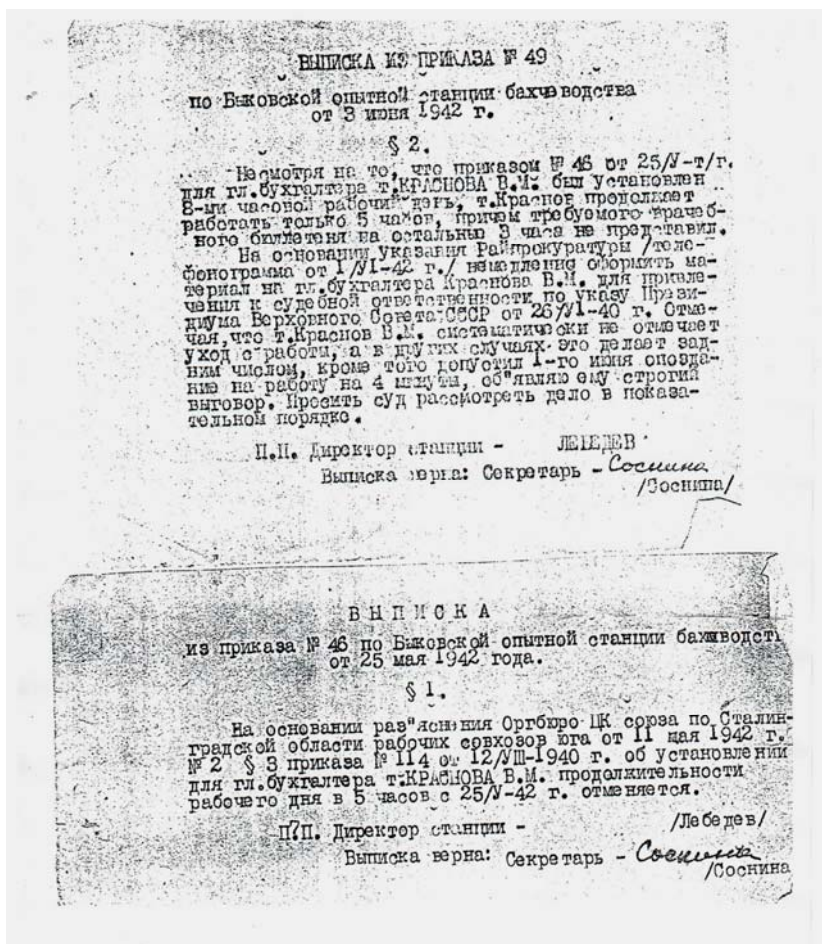 ВЫПИСКА ИЗ ПРИКАЗА № 49
по Быковской опытной станции бахчеводства
от 3 июня 1942 г.
§ 2.
Несмотря на то, что приказом № 46 от 25/У-т/г.
для гл.бухгалтера т.КРАСНОВА В.М. был установлен
8-ми часовой рабочий день, т.Краснов продолжает
работать только 5 часов, причем требуемого врачеб-
ного бюллетеня на остальные 3 часа не представил.
На основании указания Райпрокуратуры /теле-
фонограмма от 1/У1-42 г./ немедленно оформить ма-
териал на гл.бухгалтера Краснова В.М. для привле-
чения к судебной ответственности по указу Прези-
диума Верховного Совета СССР от 26/У1-40 г. Отме-
чая,что т.Краснов В.М. систематически не отмечает
уход с работы, а в других случаях это делает зад-
ним числом, кроме того допустил 1-го июня опозда-
ние на работу на 4 минуты, об"являю ему строгий
выговор. Просить суд рассмотреть дело в показа-
тельном порядке.
П.П. Директор станции - ЛЕБЕДЕВ
Выписка верна: Секретарь - Соснина
/Соснина/
ВЫПИСКА
из приказа № 46 по Быковской опытной станции бахчеводств
от 25 мая 1942 года.
§ 1.
На основании раз"яснения Оргбюро ЦК союза по Сталин-
градской области рабочих совхозов юга от 11 мая 1942 г.
№ 2 § 3 приказа № 114 от 12/УШ-1940 г. об установлении
для гл.бухгалтера т.КРАСНОВА В.М. продолжительности
рабочего дня в 5 часов с 25/У-42 г. отменяется.
П?П. Директор станции - /Лебедев/
Выписка верна: Секретарь - Соснина
/Соснина